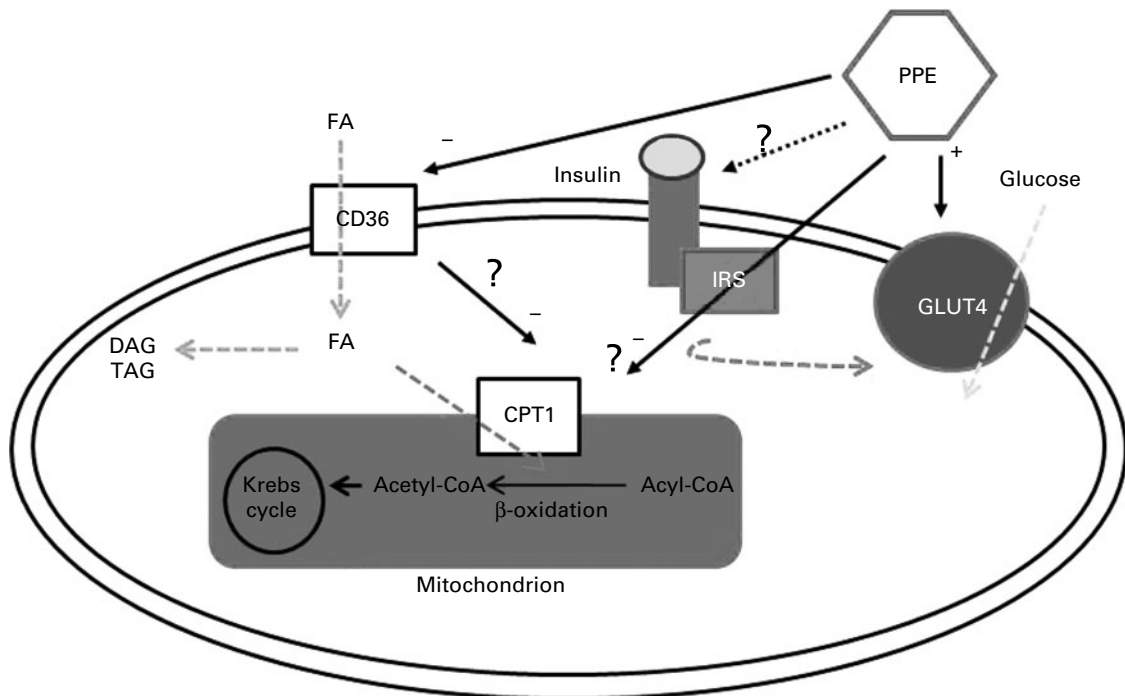 PPE
FA
–
?
+
Insulin
Glucose
CD36
?
IRS
GLUT4
–
DAG
TAG
FA
?
–
CPT1
Krebs
cycle
Acetyl-CoA
Acyl-CoA
β-oxidation
Mitochondrion